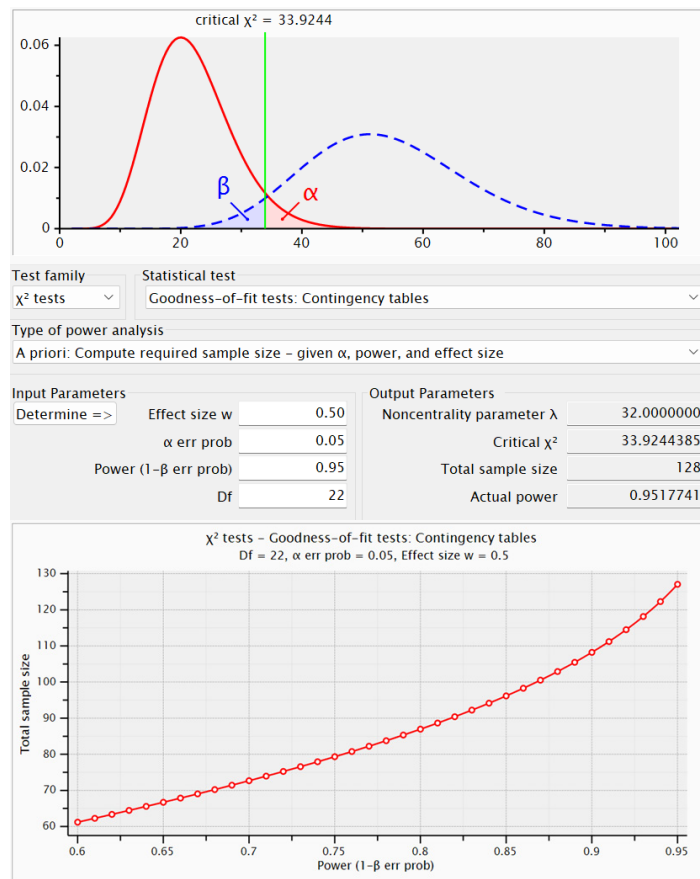 critical χ² = 33.9244
0.06
0.04
0.02
0
β
α
0 20 40 60 80 100
Test family Statistical test
χ² tests Goodness-of-fit tests: Contingency tables
Type of power analysis
A priori: Compute required sample size – given α, power, and effect size
Input Parameters Output Parameters
Determine => Effect size w 0.50 Noncentrality parameter λ 32.0000000
α err prob 0.05 Critical χ² 33.9244385
Power (1-β err prob) 0.95 Total sample size 128
Df 22 Actual power 0.9517741
χ² tests – Goodness-of-fit tests: Contingency tables
Df = 22, α err prob = 0.05, Effect size w = 0.5
Total sample size
130
120
110
100
90
80
70
60
0.6 0.65 0.7 0.75 0.8 0.85 0.9 0.95
Power (1-β err prob)